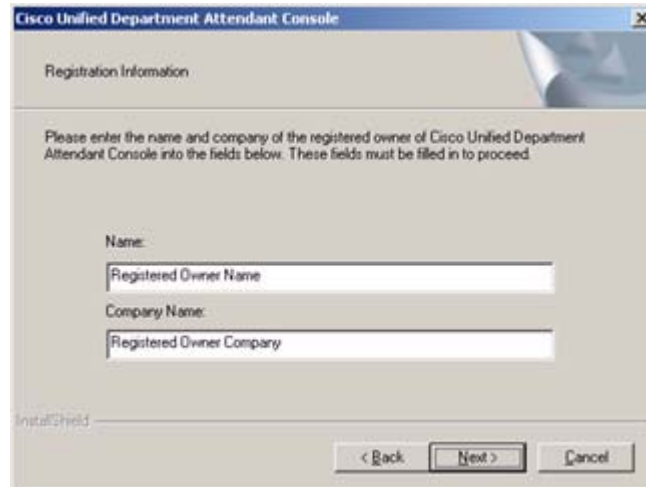 Cisco Unified Department Attendant Console
Registration Information
Please enter the name and company of the registered owner of Cisco Unified Department
Attendant Console into the fields below. These fields must be filled in to proceed.
Name:
Registered Owner Name
Company Name:
Registered Owner Company
InstallShield
< Back
Next >
Cancel